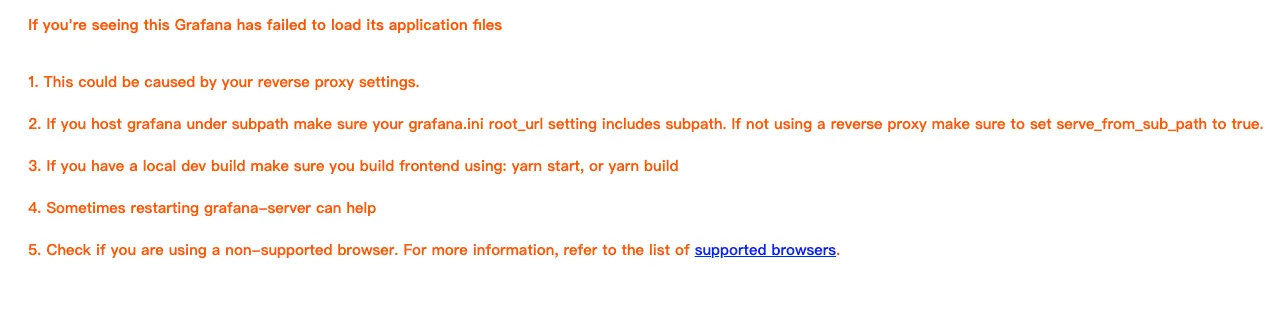 If you're seeing this Grafana has failed to load its application files
1. This could be caused by your reverse proxy settings.
2. If you host grafana under subpath make sure your grafana.ini root_url setting includes subpath. If not using a reverse proxy make sure to set serve_from_sub_path to true.
3. If you have a local dev build make sure you build frontend using: yarn start, or yarn build
4. Sometimes restarting grafana-server can help
5. Check if you are using a non-supported browser. For more information, refer to the list of supported browsers.